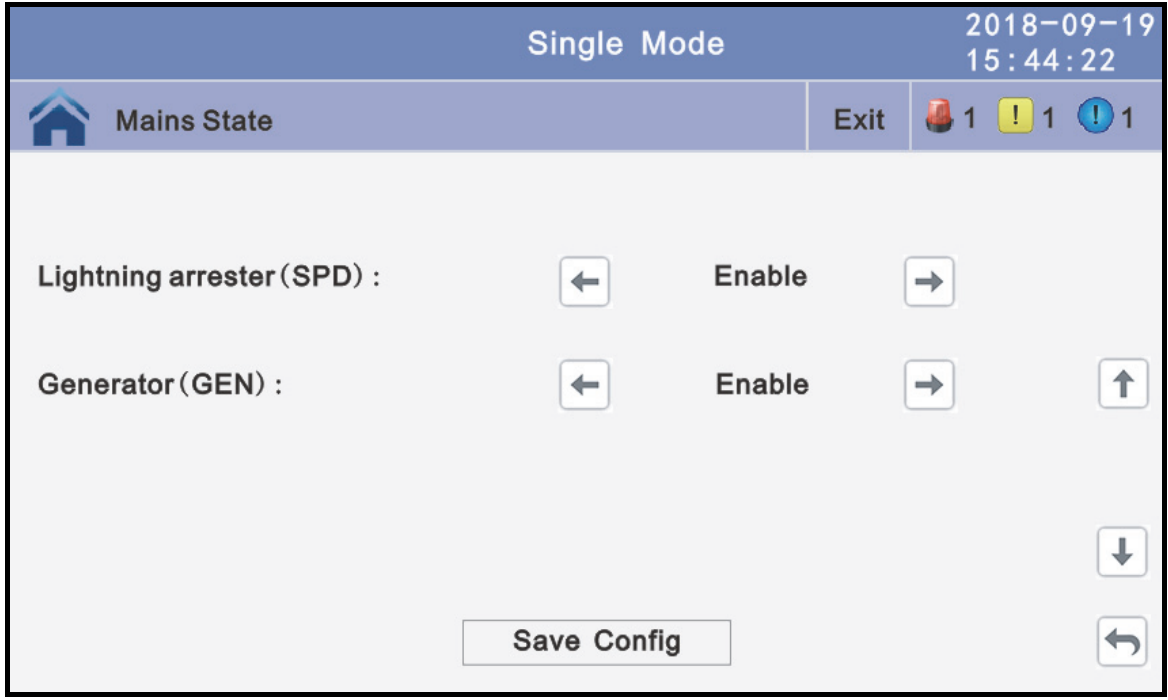 Single Mode
2018-09-19
15:44:22
Mains State
Exit
1
! 1
! 1
Lightning arrester(SPD) :
Enable
Generator(GEN) :
Enable
Save Config